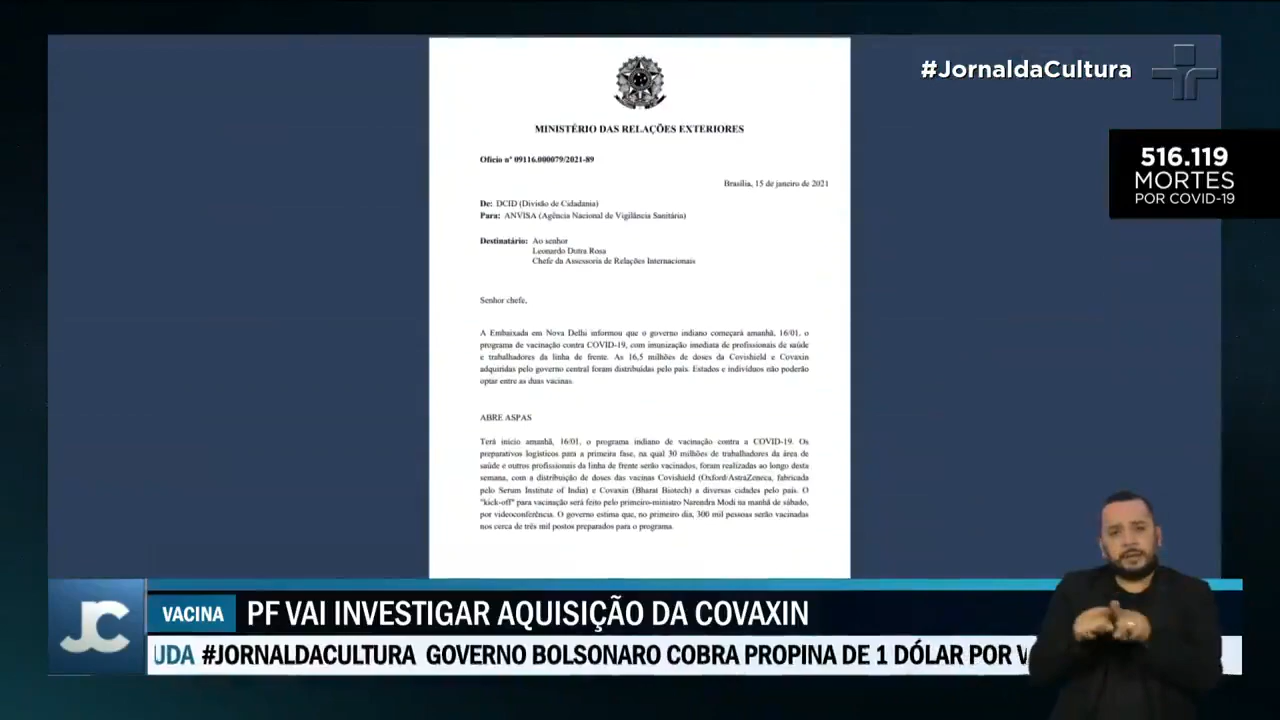 #JornaldaCultura
516.119
MORTES
POR COVID-19
MINISTÉRIO DAS RELAÇÕES EXTERIORES
Ofício nº 09116.000079/2021-89
Brasília, 15 de janeiro de 2021
De: DCID (Divisão de Cidadania)
Para: ANVISA (Agência Nacional de Vigilância Sanitária)
Destinatário: Ao senhor
Leonardo Dutra Rosa
Chefe da Assessoria de Relações Internacionais
Senhor chefe,
A Embaixada em Nova Delhi informou que o governo indiano começará amanhã, 16/01, o
programa de vacinação contra COVID-19, com imunização imediata de profissionais de saúde
e trabalhadores da linha de frente. As 16,5 milhões de doses da Covishield e Covaxin
adquiridas pelo governo central foram distribuídas pelo país. Estados e indivíduos não poderão
optar entre as duas vacinas.
ABRE ASPAS
Terá início amanhã, 16/01, o programa indiano de vacinação contra a COVID-19. Os
preparativos logísticos para a primeira fase, na qual 30 milhões de trabalhadores da área de
saúde e outros profissionais da linha de frente serão vacinados, foram realizadas ao longo desta
semana, com a distribuição de doses das vacinas Covishield (Oxford/AstraZeneca, fabricada
pelo Serum Institute of India) e Covaxin (Bharat Biotech) a diversas cidades pelo país. O
"kick-off" para vacinação será feito pelo primeiro-ministro Narendra Modi na manhã de sábado,
por videoconferência. O governo estima que, no primeiro dia, 300 mil pessoas serão vacinadas
nos cerca de três mil postos preparados para o programa.
JC
VACINA PF VAI INVESTIGAR AQUISIÇÃO DA COVAXIN
UDA #JORNALDACULTURA GOVERNO BOLSONARO COBRA PROPINA DE 1 DÓLAR POR V